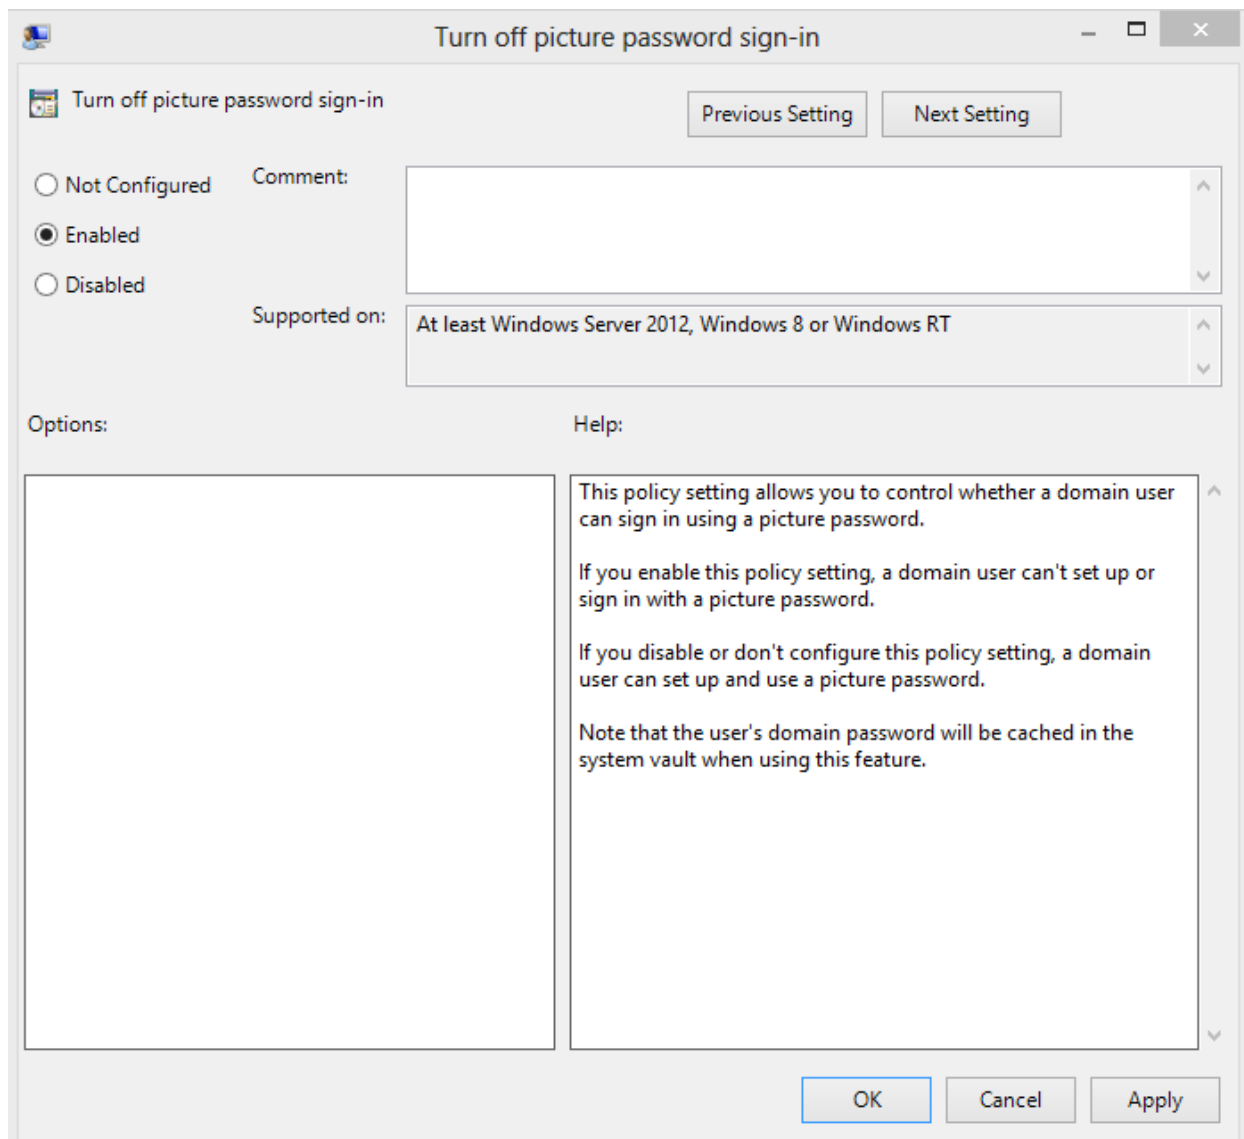 Turn off picture password sign-in
Turn off picture password sign-in
Previous Setting
Next Setting
Not Configured
Comment:
Enabled
Disabled
Supported on:
At least Windows Server 2012, Windows 8 or Windows RT
Options:
Help:
This policy setting allows you to control whether a domain user
can sign in using a picture password.
If you enable this policy setting, a domain user can't set up or
sign in with a picture password.
If you disable or don't configure this policy setting, a domain
user can set up and use a picture password.
Note that the user's domain password will be cached in the
system vault when using this feature.
OK
Cancel
Apply